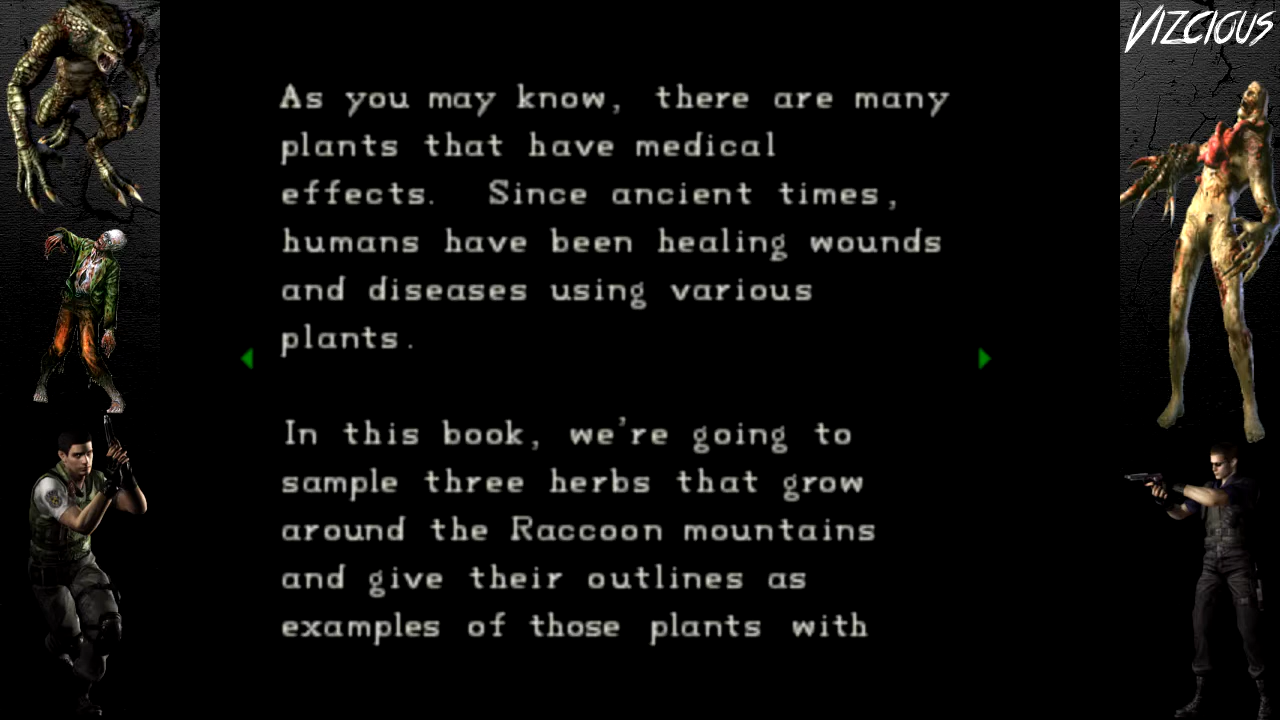 VIZCIOUS
As you may know, there are many
plants that have medical
effects. Since ancient times,
humans have been healing wounds
and diseases using various
plants.
In this book, we're going to
sample three herbs that grow
around the Raccoon mountains
and give their outlines as
examples of those plants with